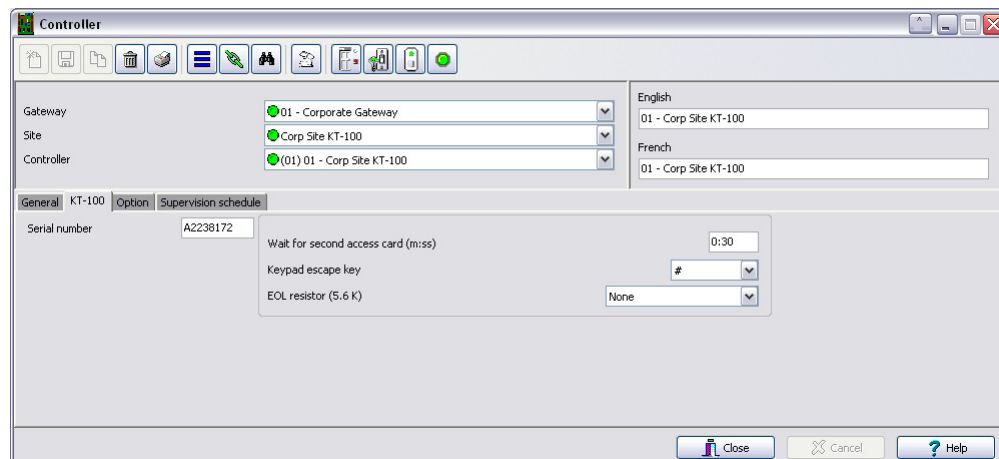 Controller
Gateway
01 - Corporate Gateway
Site
Corp Site KT-100
Controller
(01) 01 - Corp Site KT-100
English
01 - Corp Site KT-100
French
01 - Corp Site KT-100
General KT-100 Option Supervision schedule
Serial number A2238172
Wait for second access card (m:ss) 0:30
Keypad escape key #
EOL resistor (5.6 K) None
Close Cancel ? Help